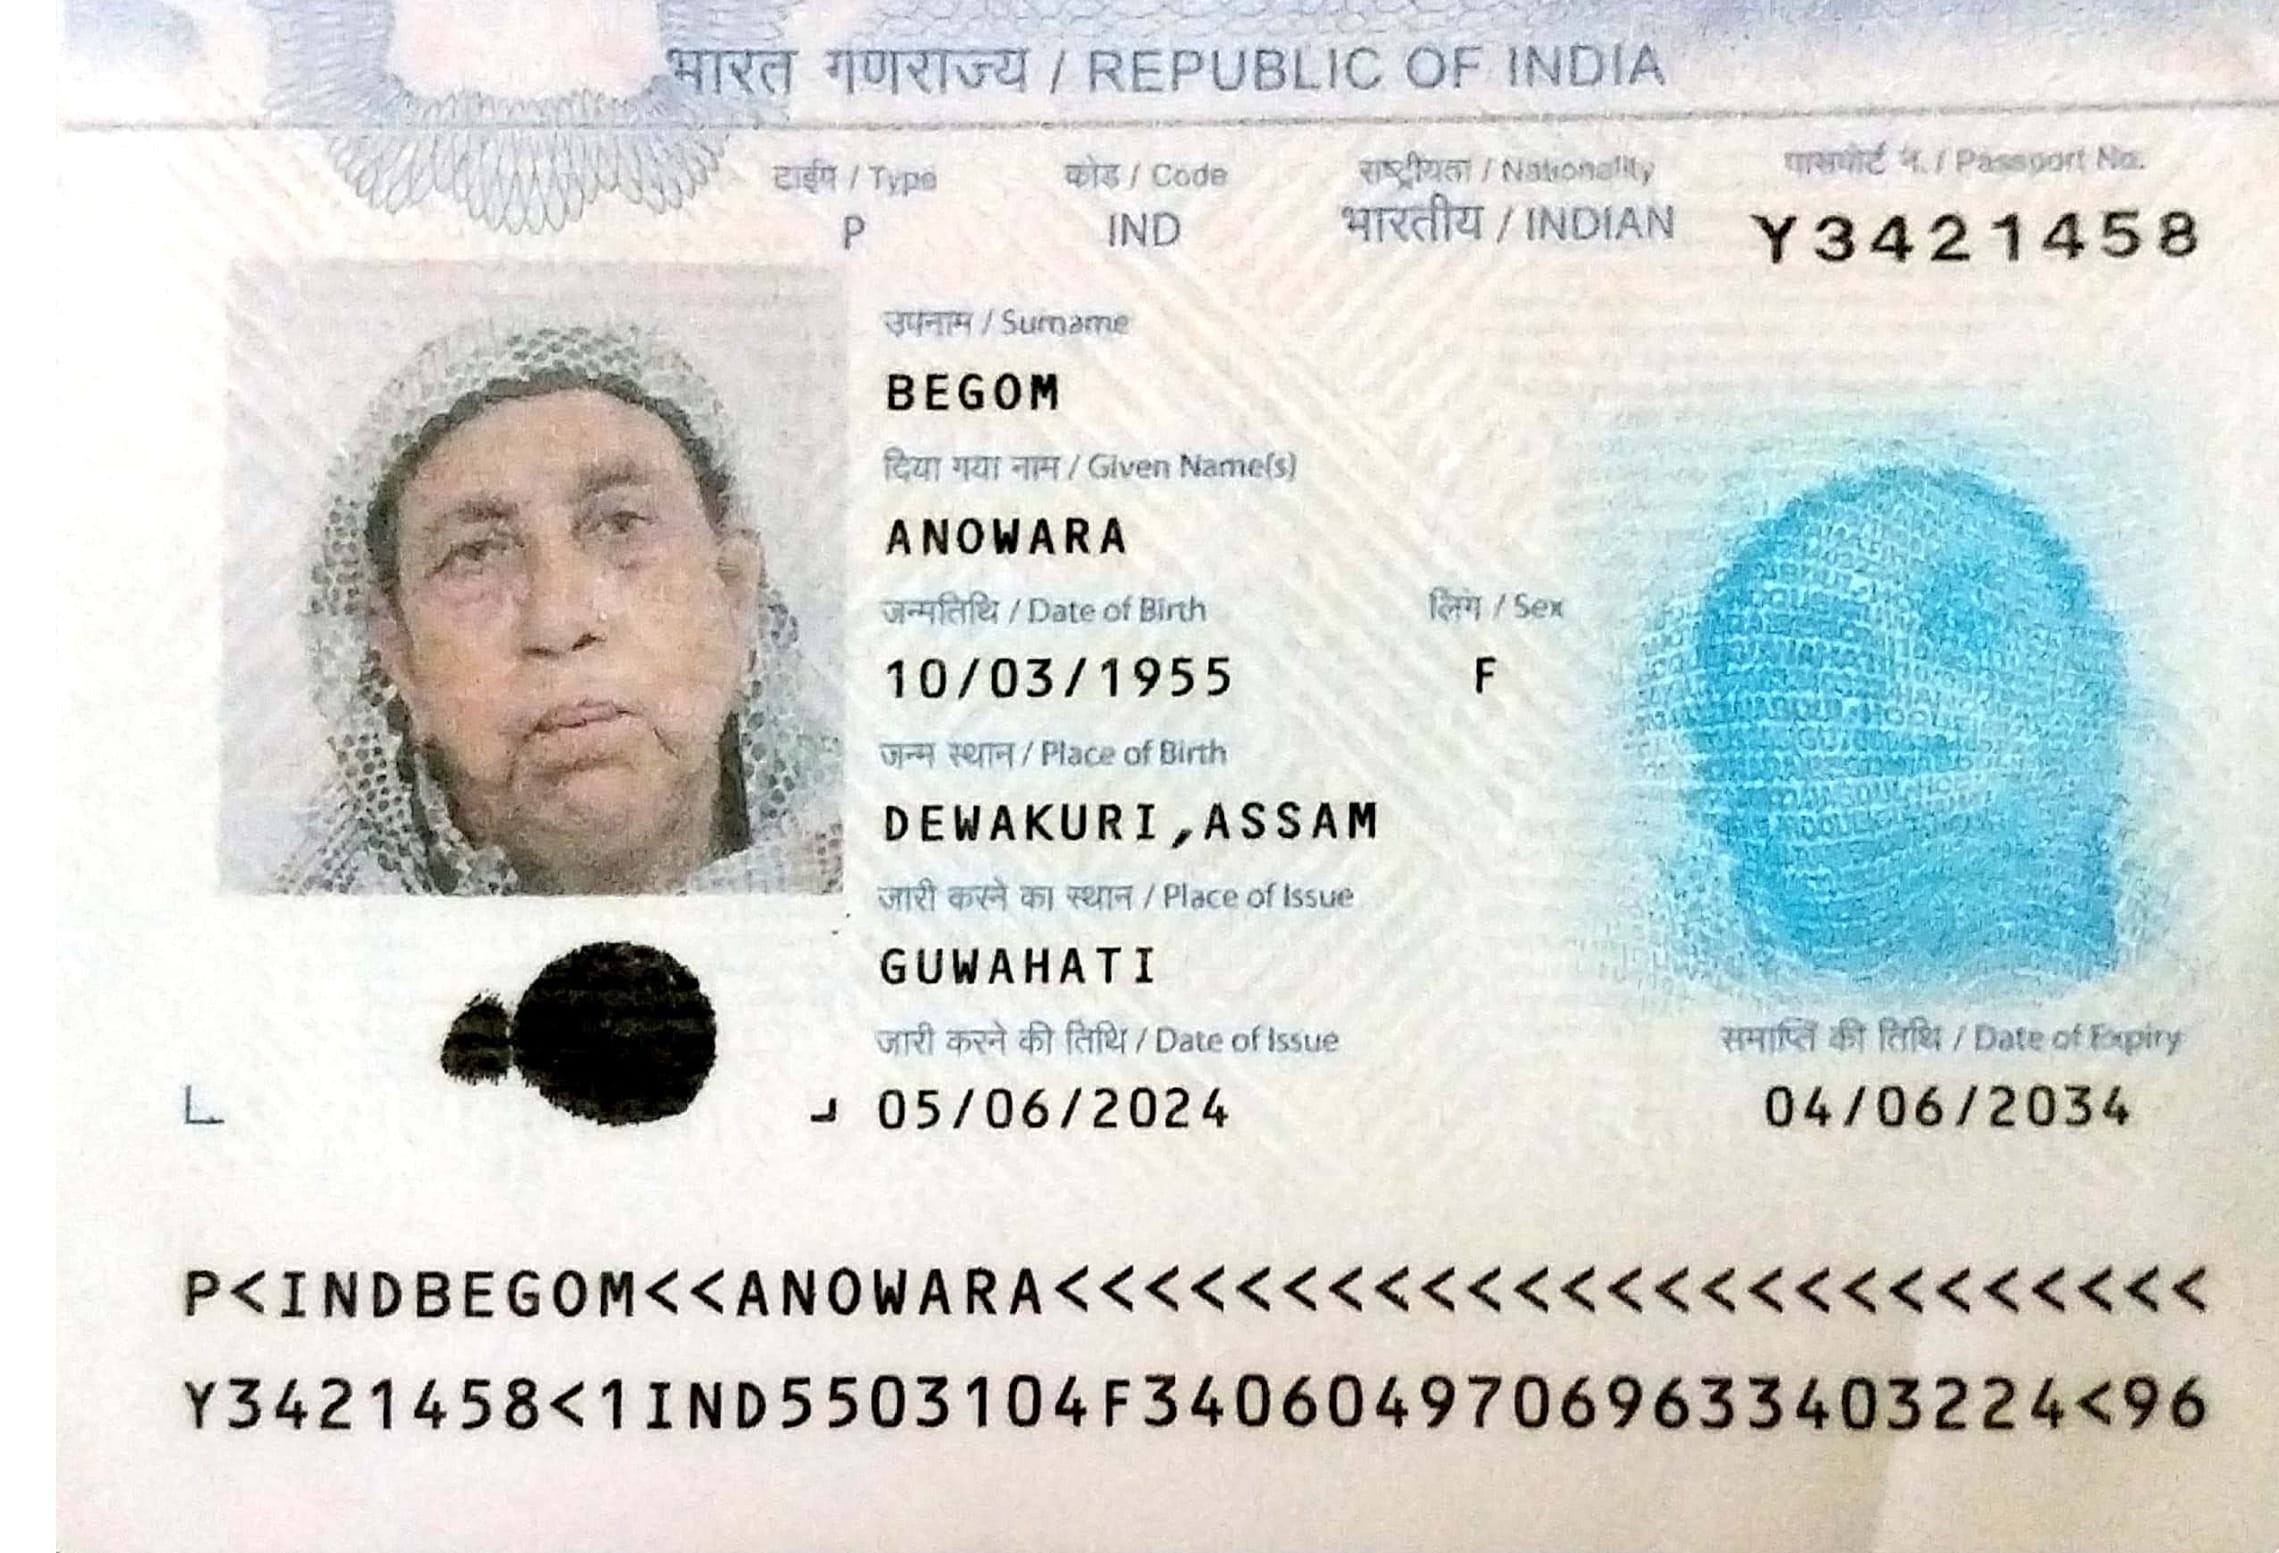 भारत गणराज्य / REPUBLIC OF INDIA
टाईप / Type
कोड / Code
राष्ट्रीयता / Nationality
पासपोर्ट नं. / Passport No.
P
IND
भारतीय / INDIAN
Y3421458
उपनाम / Surname
BEGOM
दिया गया नाम / Given Name(s)
ANOWARA
जन्मतिथि / Date of Birth
लिंग / Sex
10/03/1955
F
जन्म स्थान / Place of Birth
DEWAKURI,ASSAM
जारी करने का स्थान / Place of Issue
GUWAHATI
जारी करने की तिथि / Date of Issue
समाप्ति की तिथि / Date of Expiry
05/06/2024
04/06/2034
P<INDBEGOM<<ANOWARA<<<<<<<<<<<<<<<<<<<<<<<<<
Y3421458<1IND5503104F34060497069633403224<96